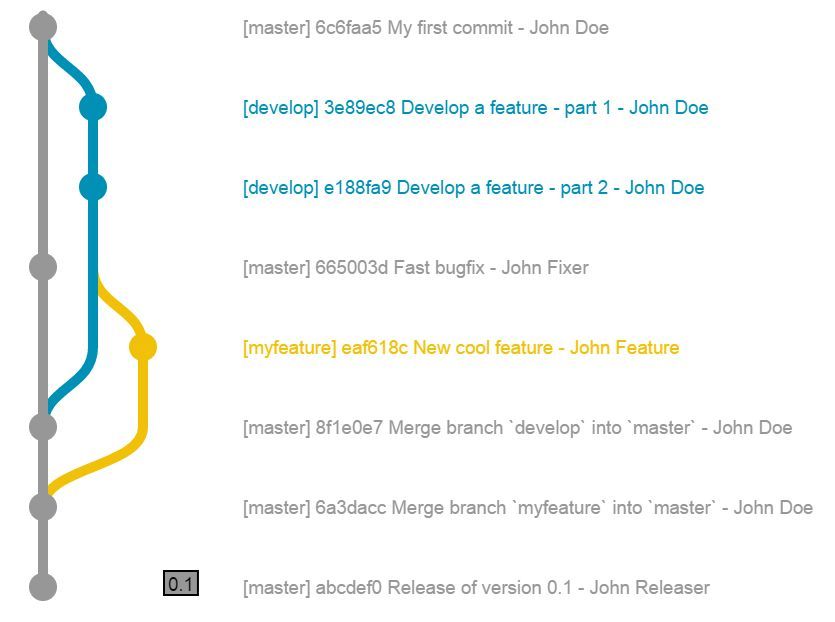 [master] 6c6faa5 My first commit - John Doe
[develop] 3e89ec8 Develop a feature - part 1 - John Doe
[develop] e188fa9 Develop a feature - part 2 - John Doe
[master] 665003d Fast bugfix - John Fixer
[myfeature] eaf618c New cool feature - John Feature
[master] 8f1e0e7 Merge branch `develop` into `master` - John Doe
[master] 6a3dacc Merge branch `myfeature` into `master` - John Doe
0.1 [master] abcdef0 Release of version 0.1 - John Releaser